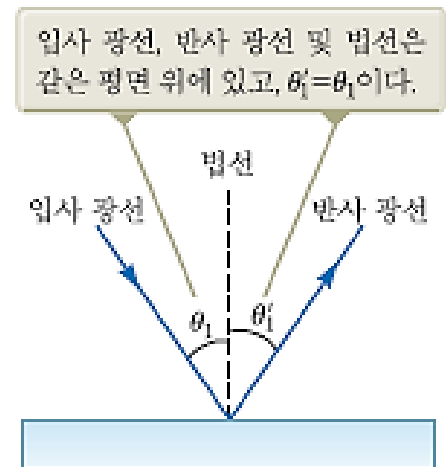 입사 광선, 반사 광선 및 법선은
같은 평면 위에 있고, θ₁′=θ₁이다.
법선
입사 광선
반사 광선
θ₁
θ₁′